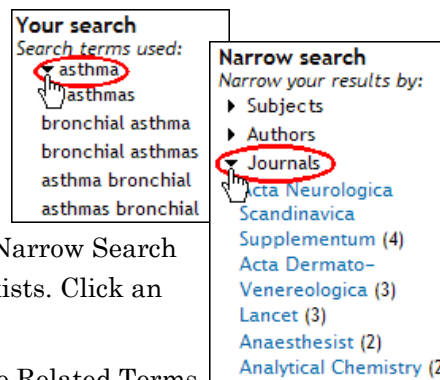 Your search
Search terms used:
asthma
asthmas
bronchial asthma
bronchial asthmas
asthma bronchial
asthmas bronchial
Narrow search
Narrow your results by:
Subjects
Authors
Journals
Acta Neurologica
Scandinavica
Supplementum (4)
Acta Dermato-
Venereologica (3)
Lancet (3)
Anaesthesist (2)
Analytical Chemistry (2
Narrow Search
ists. Click an
Related Terms